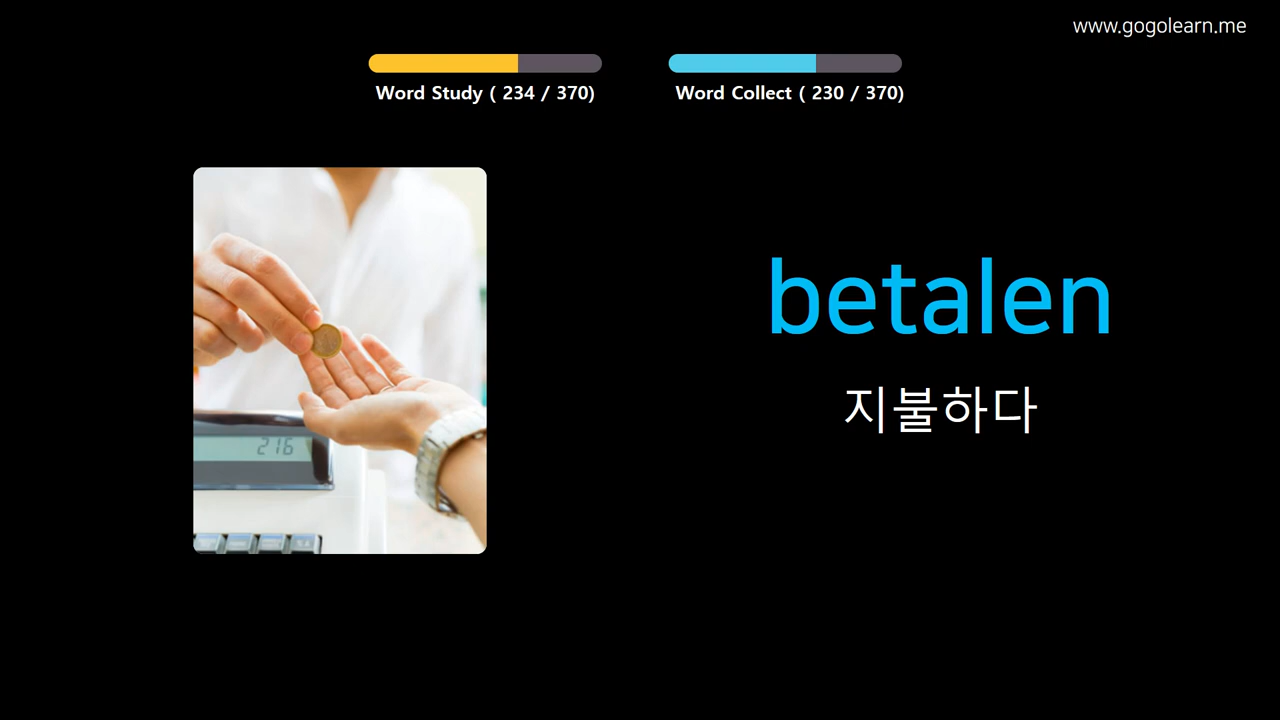 www.gogolearn.me
Word Study ( 234 / 370)
Word Collect ( 230 / 370)
betalen
지불하다
216